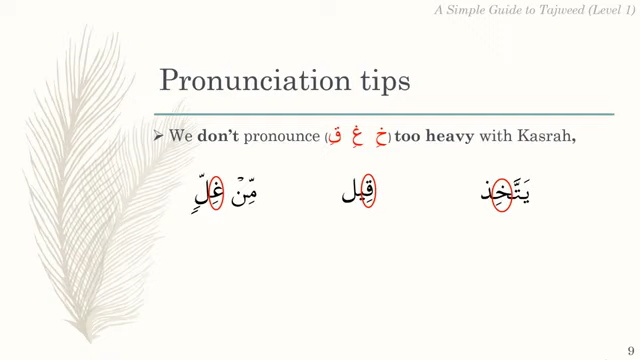 A Simple Guide to Tajweed (Level 1)
Pronunciation tips
➢ We don't pronounce (خِ غِ قِ) too heavy with Kasrah,
يَتَّخِذ قِيل مِّنْ غِلٍّ
9